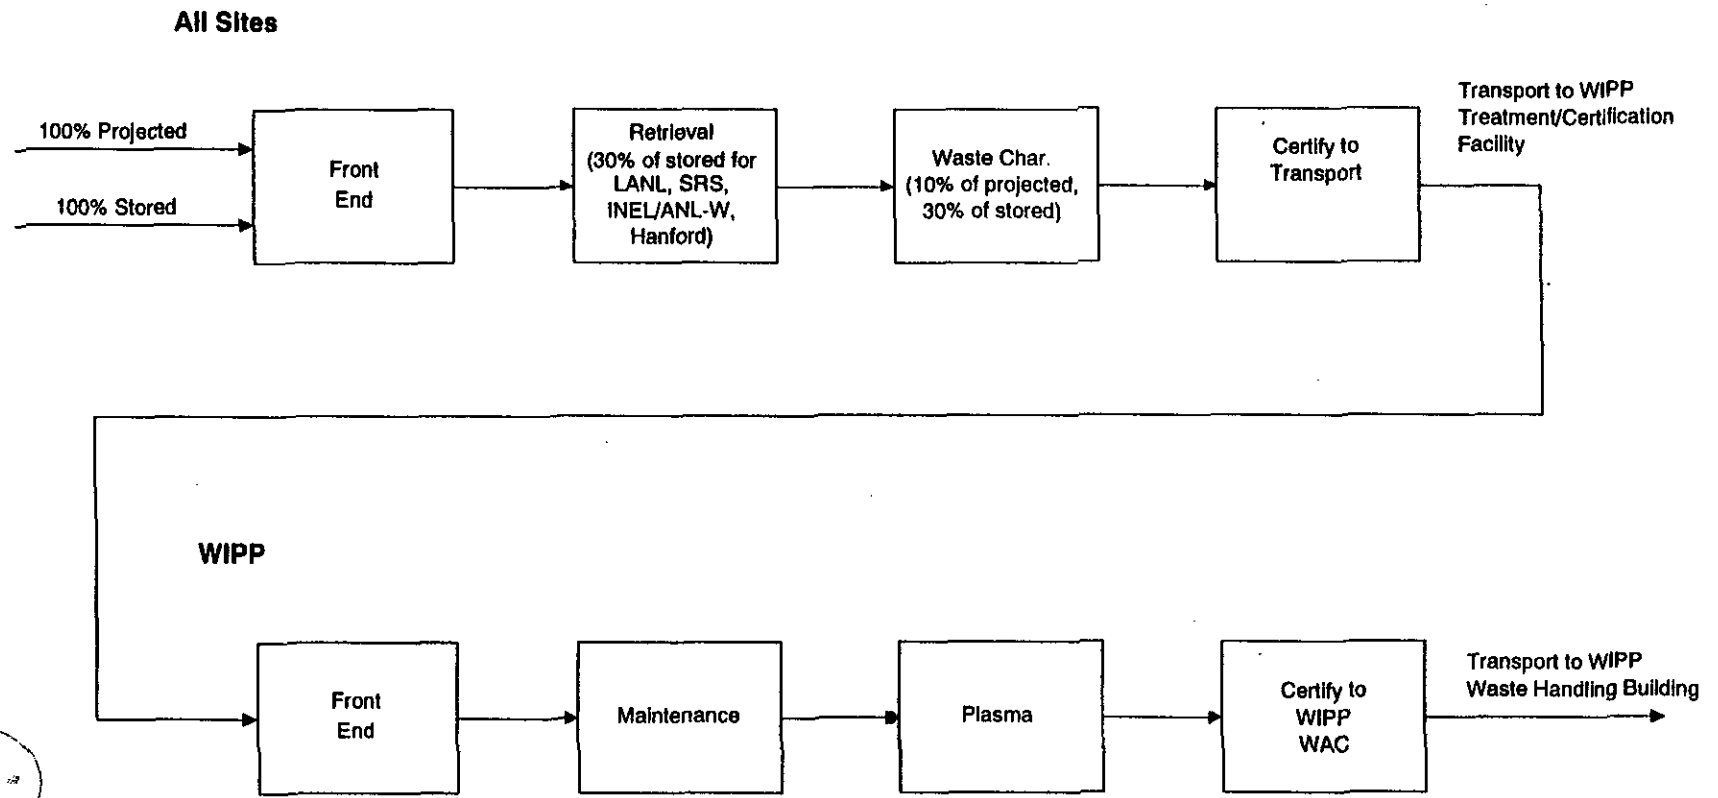 All Sites
100% Projected
100% Stored
Front
End
Retrieval
(30% of stored for
LANL, SRS,
INEL/ANL-W,
Hanford)
Waste Char.
(10% of projected,
30% of stored)
Certify to
Transport
Transport to WIPP
Treatment/Certification
Facility
WIPP
Front
End
Maintenance
Plasma
Certify to
WIPP
WAC
Transport to WIPP
Waste Handling Building